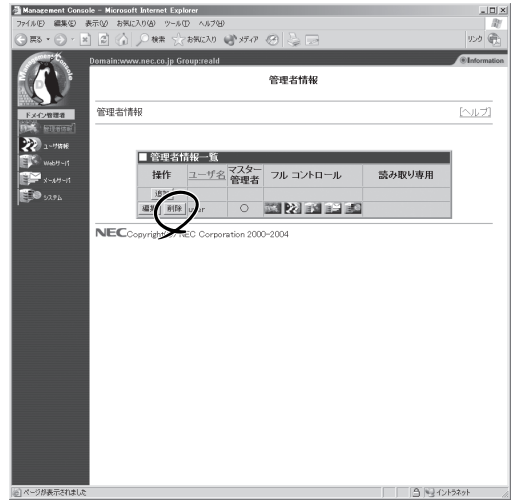 Management Console - Microsoft Internet Explorer
ファイル(F) 編集(E) 表示(V) お気に入り(A) ツール(T) ヘルプ(H)
戻る 検索 お気に入り メディア リンク
Management Console
Domain:www.nec.co.jp Group:reald
Information
管理者情報
ドメイン管理者
管理者情報
ユーザ情報
Webサーバ
メールサーバ
システム
管理者情報 [ヘルプ]
■ 管理者情報一覧
操作 ユーザ名 マスター管理者 フル コントロール 読み取り専用
追加
編集 削除 user ○
NEC Copyright(C) NEC Corporation 2000-2004
ページが表示されました イントラネット